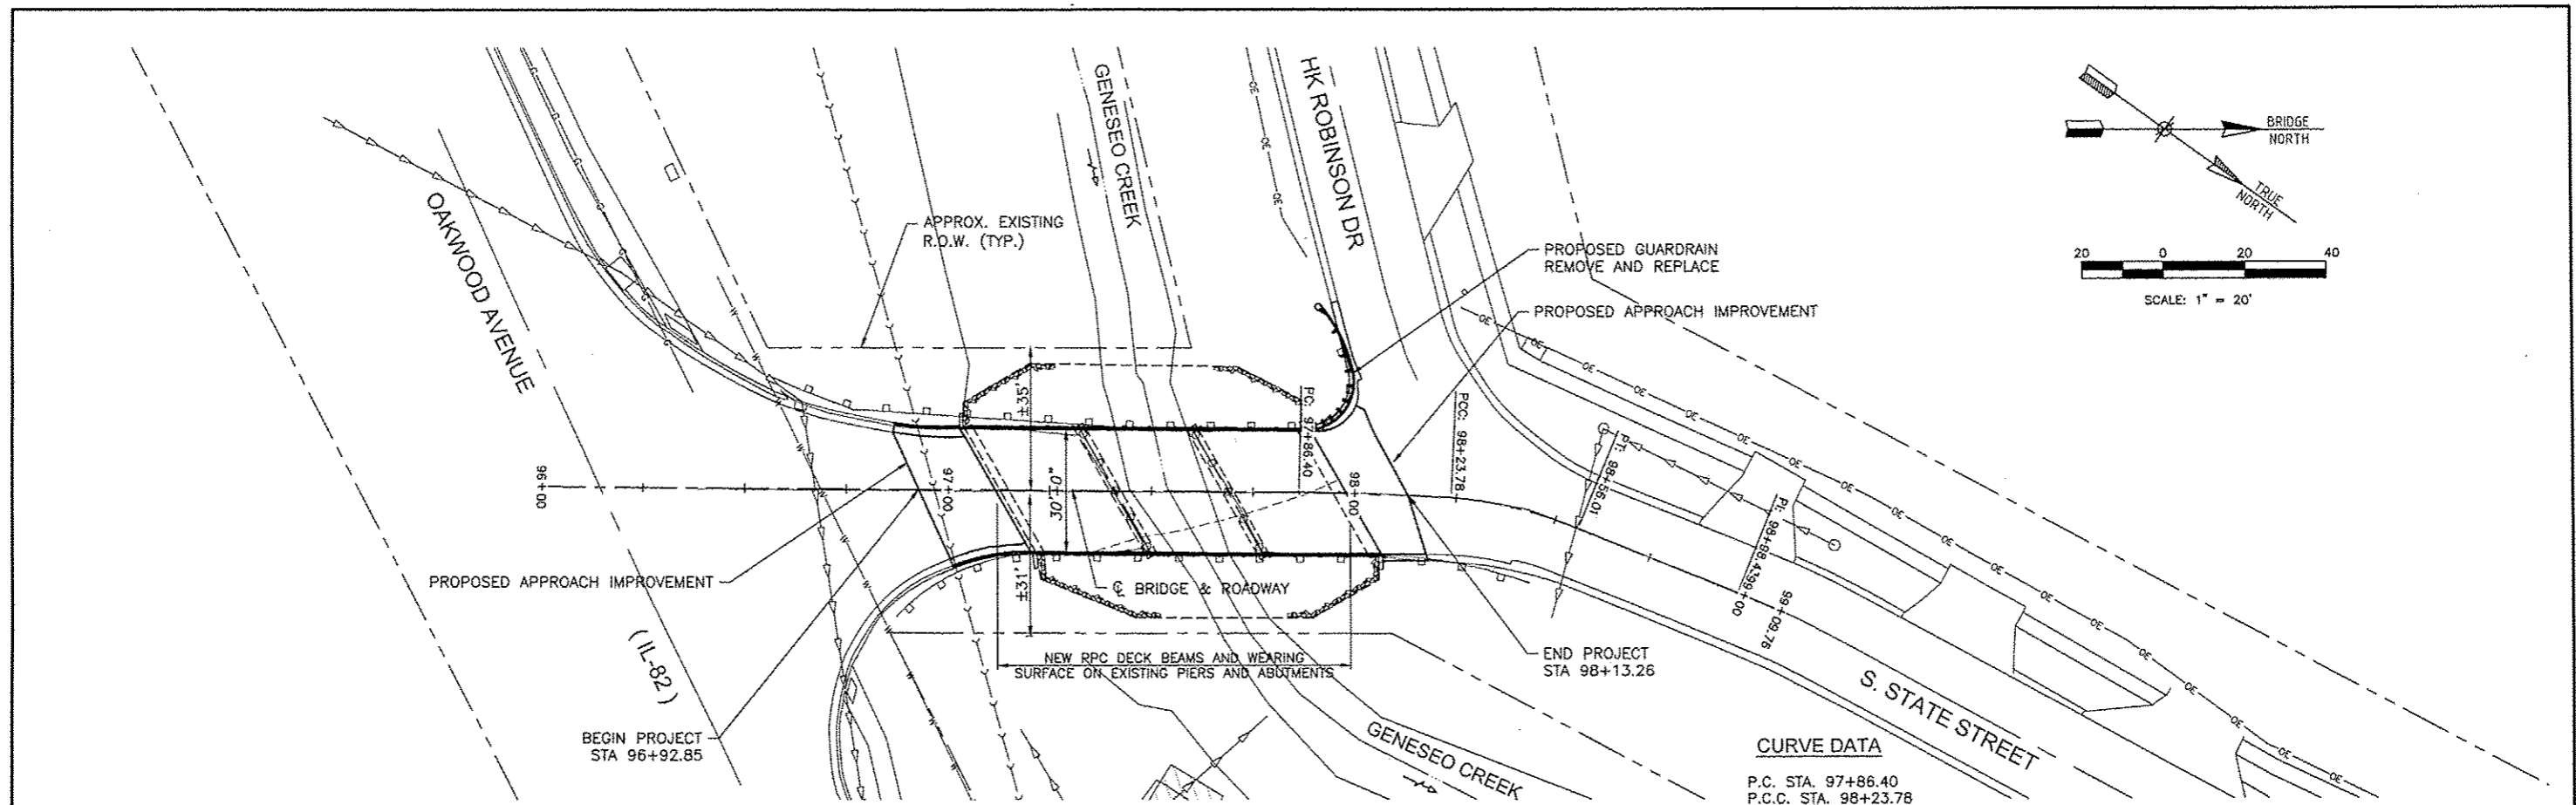 GENESEO CREEK
HK ROBINSON DR
OAKWOOD AVENUE
APPROX. EXISTING
R.O.W. (TYP.)
BRIDGE
NORTH
TRUE
NORTH
20 0 20 40
SCALE: 1" = 20'
PROPOSED GUARDRAIN
REMOVE AND REPLACE
PROPOSED APPROACH IMPROVEMENT
±35'
PC: 97+86.40
PCC: 98+23.78
PT: 98+56.01
PI: 98+98.43
99+00
99+09.76
96+00
97+00
98+00
30'-0"
±31'
PROPOSED APPROACH IMPROVEMENT
℄ BRIDGE & ROADWAY
NEW RPC DECK BEAMS AND WEARING
SURFACE ON EXISTING PIERS AND ABUTMENTS
END PROJECT
STA 98+13.26
(IL-82)
BEGIN PROJECT
STA 96+92.85
GENESEO CREEK
S. STATE STREET
CURVE DATA
P.C. STA. 97+86.40
P.C.C. STA. 98+23.78